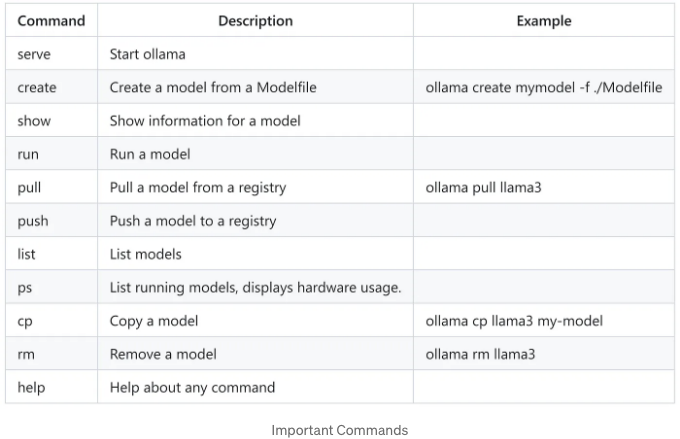 Command Description Example
serve Start ollama
create Create a model from a Modelfile ollama create mymodel -f ./Modelfile
show Show information for a model
run Run a model
pull Pull a model from a registry ollama pull llama3
push Push a model to a registry
list List models
ps List running models, displays hardware usage.
cp Copy a model ollama cp llama3 my-model
rm Remove a model ollama rm llama3
help Help about any command
Important Commands